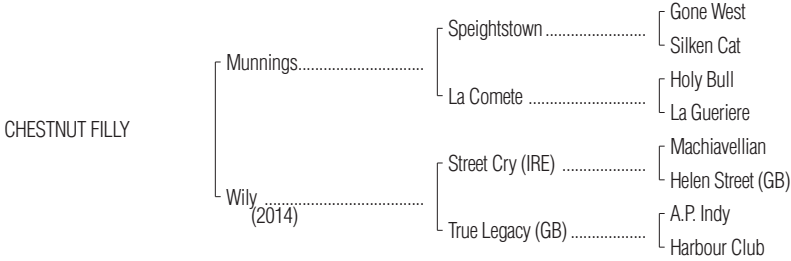 Gone West
Speightstown ........................
Silken Cat
Munnings..............................
Holy Bull
La Comete ............................
La Gueriere
CHESTNUT FILLY
Machiavellian
Street Cry (IRE) ....................
Helen Street (GB)
Wily ......................................
(2014)
A.P. Indy
True Legacy (GB) ..................
Harbour Club